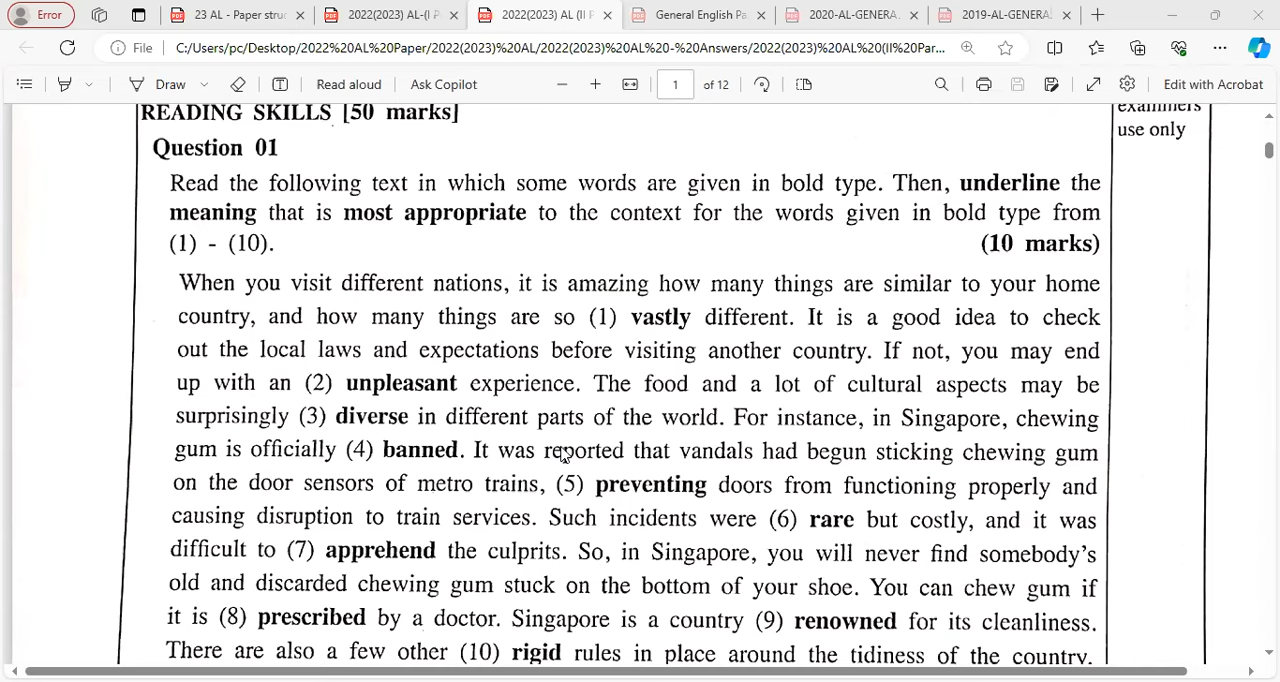 Error
23 AL - Paper struc
2022(2023) AL-(I P
2022(2023) AL (II P
General English Pa
2020-AL-GENERA
2019-AL-GENERA
File
C:/Users/pc/Desktop/2022%20AL%20Paper/2022(2023)%20AL/2022(2023)%20AL%20-%20Answers/2022(2023)%20AL%20(II%20Par...
Draw
Read aloud
Ask Copilot
1
of 12
Edit with Acrobat
READING SKILLS [50 marks]
examiners
use only
Question 01
Read the following text in which some words are given in bold type. Then, underline the
meaning that is most appropriate to the context for the words given in bold type from
(1) - (10). (10 marks)
When you visit different nations, it is amazing how many things are similar to your home
country, and how many things are so (1) vastly different. It is a good idea to check
out the local laws and expectations before visiting another country. If not, you may end
up with an (2) unpleasant experience. The food and a lot of cultural aspects may be
surprisingly (3) diverse in different parts of the world. For instance, in Singapore, chewing
gum is officially (4) banned. It was reported that vandals had begun sticking chewing gum
on the door sensors of metro trains, (5) preventing doors from functioning properly and
causing disruption to train services. Such incidents were (6) rare but costly, and it was
difficult to (7) apprehend the culprits. So, in Singapore, you will never find somebody's
old and discarded chewing gum stuck on the bottom of your shoe. You can chew gum if
it is (8) prescribed by a doctor. Singapore is a country (9) renowned for its cleanliness.
There are also a few other (10) rigid rules in place around the tidiness of the country.